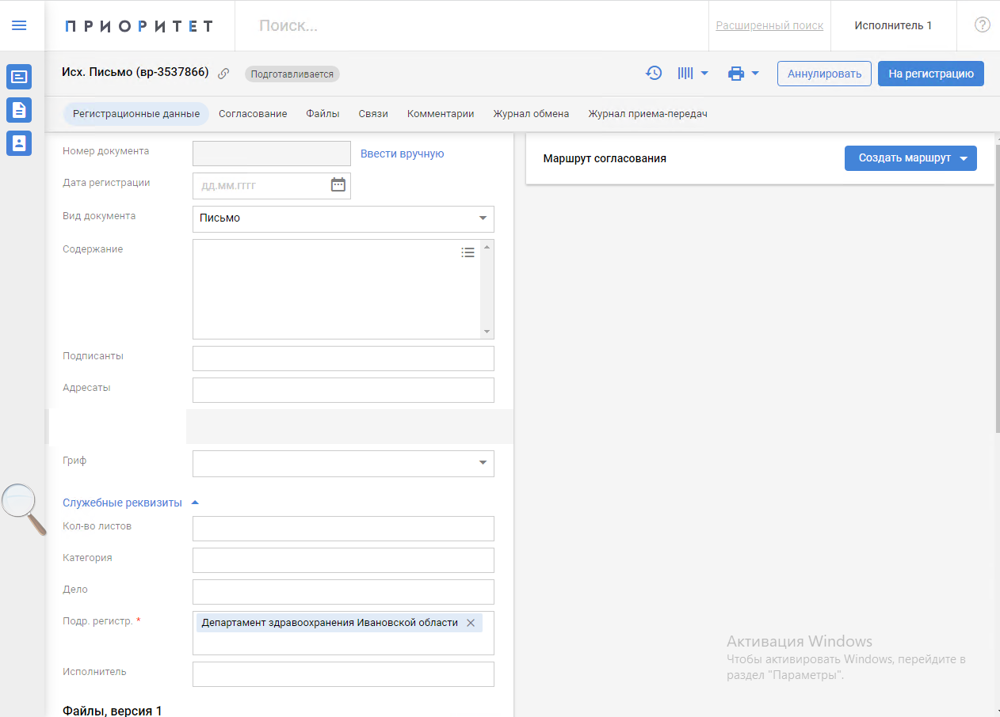 ПРИОРИТЕТ
Поиск...
Расширенный поиск
Исполнитель 1
?
Исх. Письмо (вр-3537866)
Подготавливается
Аннулировать
На регистрацию
Регистрационные данные
Согласование
Файлы
Связи
Комментарии
Журнал обмена
Журнал приема-передач
Номер документа
Ввести вручную
Дата регистрации
дд.мм.гггг
Вид документа
Письмо
Содержание
Подписанты
Адресаты
Гриф
Служебные реквизиты
Кол-во листов
Категория
Дело
Подр. регистр. *
Департамент здравоохранения Ивановской области
Исполнитель
Файлы, версия 1
Маршрут согласования
Создать маршрут
Активация Windows
Чтобы активировать Windows, перейдите в
раздел "Параметры".